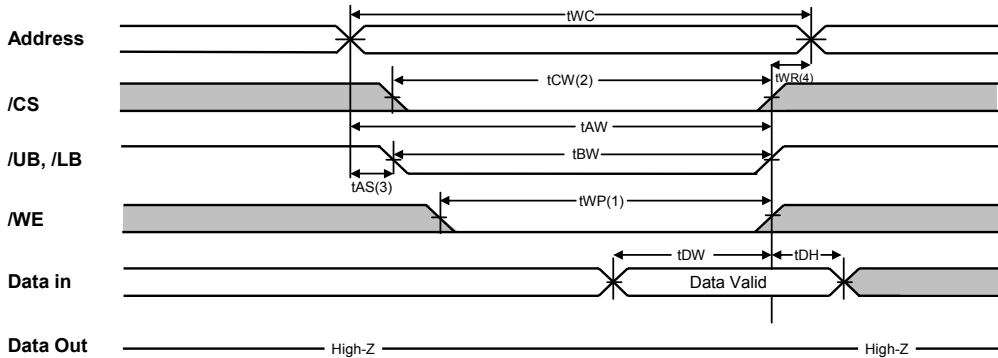 tWC
Address
tCW(2)
tWR(4)
/CS
tAW
/UB, /LB
tBW
tAS(3)
tWP(1)
/WE
tDW
tDH
Data in
Data Valid
Data Out
High-Z
High-Z